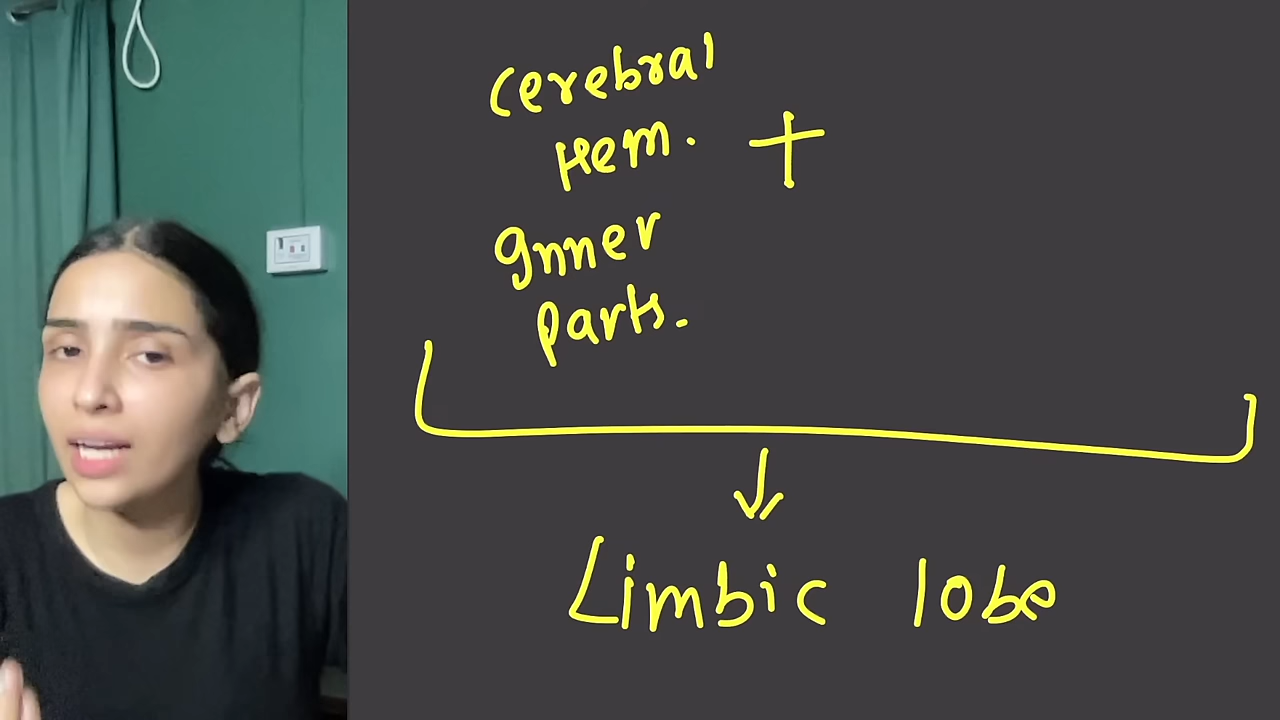 Cerebral
Hem. +
Inner
parts.
Limbic lobe